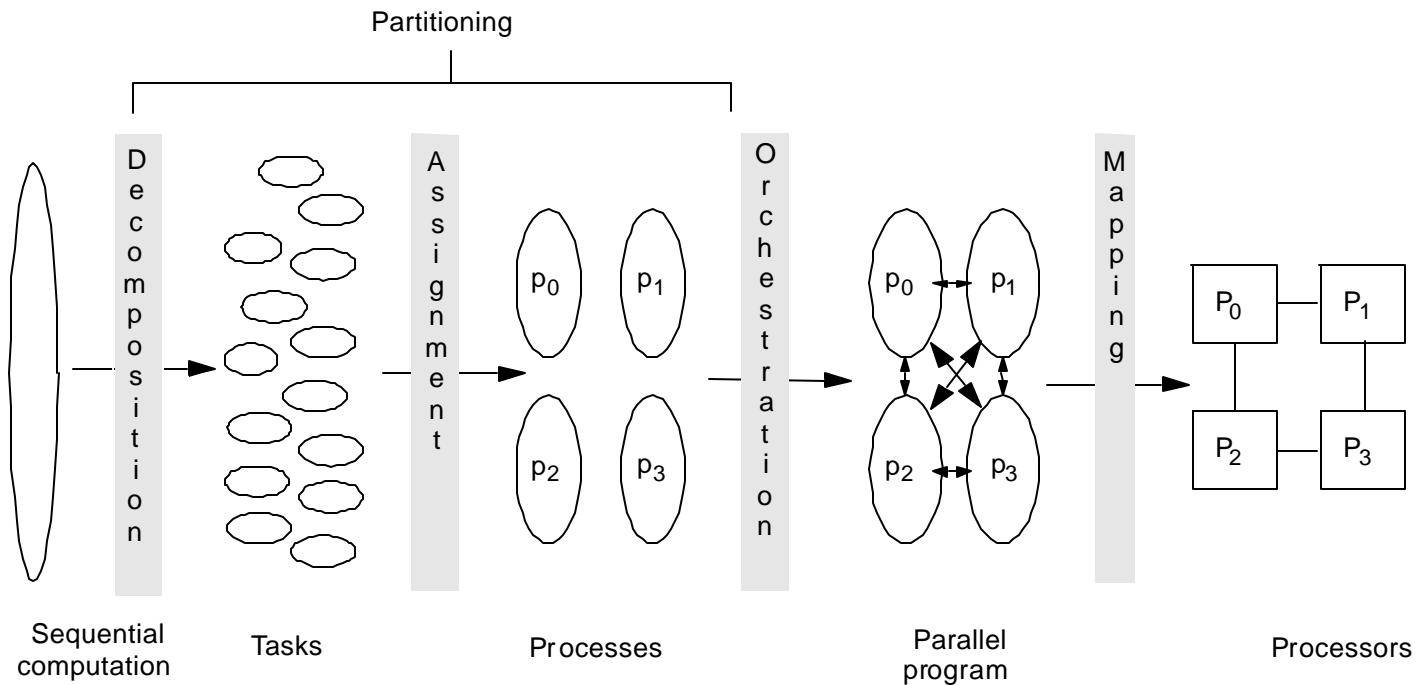 Partitioning
Decomposition
Assignment
Orchestration
Mapping
p0 p1
p2 p3
p0 p1
p2 p3
P0 P1
P2 P3
Sequential
computation
Tasks
Processes
Parallel
program
Processors